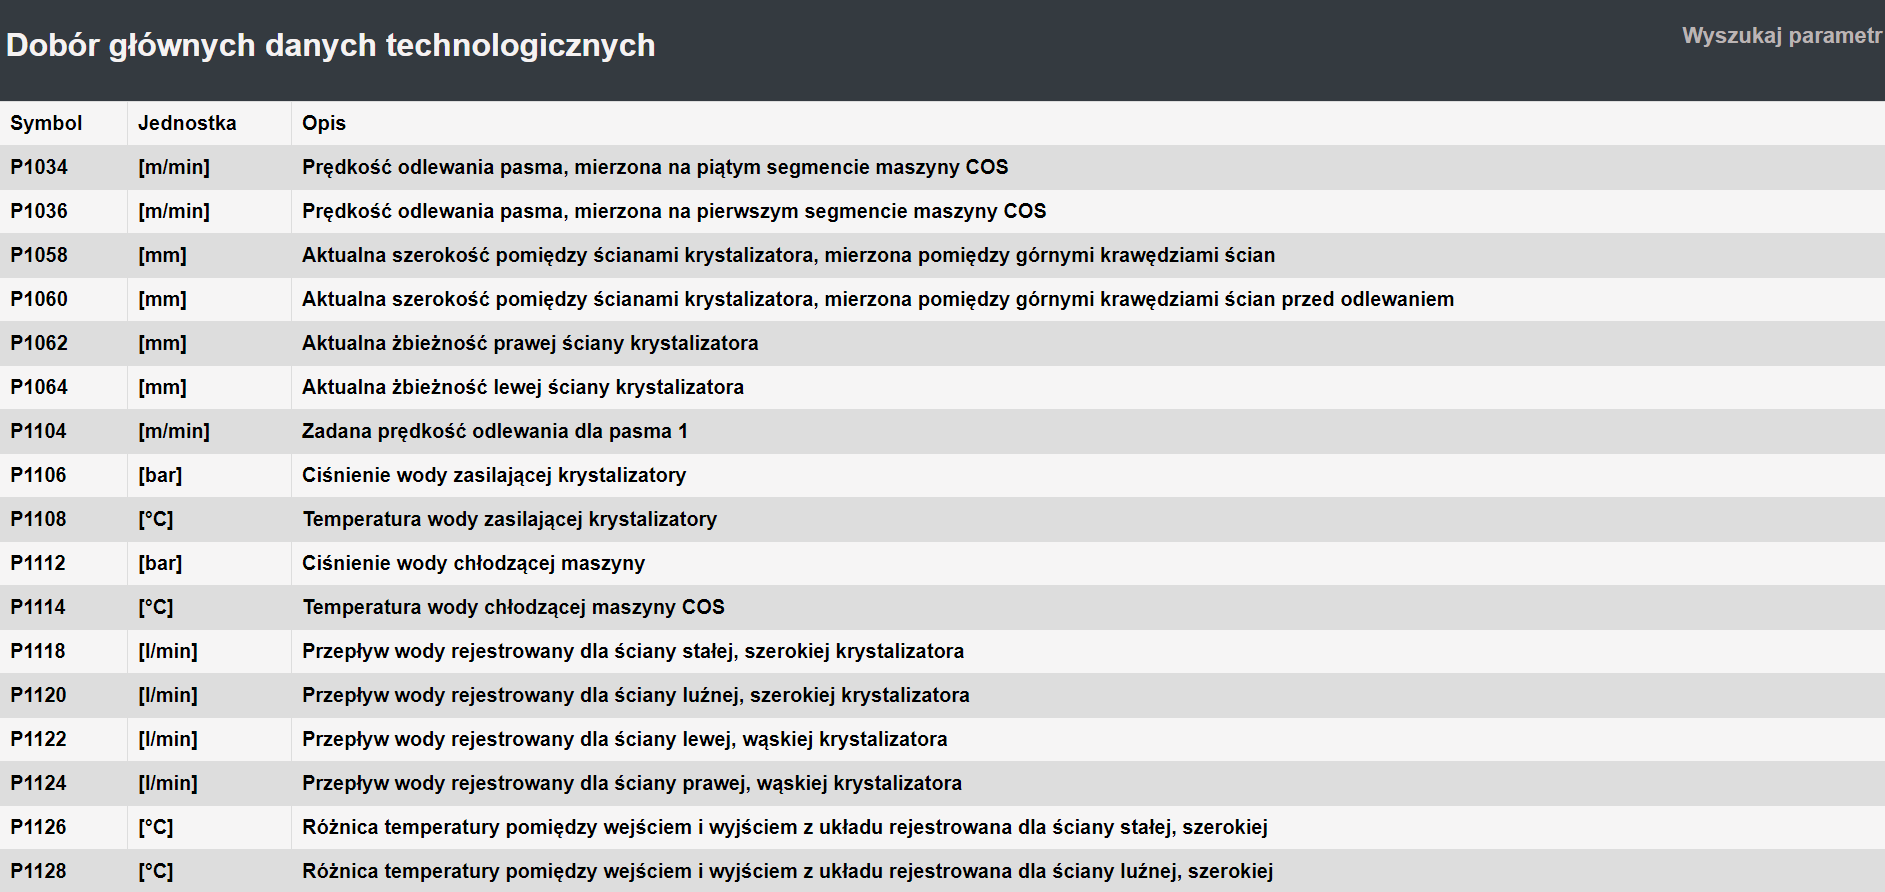 Dobór głównych danych technologicznych
Wyszukaj parametr
Symbol Jednostka Opis
P1034 [m/min] Prędkość odlewania pasma, mierzona na piątym segmencie maszyny COS
P1036 [m/min] Prędkość odlewania pasma, mierzona na pierwszym segmencie maszyny COS
P1058 [mm] Aktualna szerokość pomiędzy ścianami krystalizatora, mierzona pomiędzy górnymi krawędziami ścian
P1060 [mm] Aktualna szerokość pomiędzy ścianami krystalizatora, mierzona pomiędzy górnymi krawędziami ścian przed odlewaniem
P1062 [mm] Aktualna żbieżność prawej ściany krystalizatora
P1064 [mm] Aktualna żbieżność lewej ściany krystalizatora
P1104 [m/min] Zadana prędkość odlewania dla pasma 1
P1106 [bar] Ciśnienie wody zasilającej krystalizatory
P1108 [°C] Temperatura wody zasilającej krystalizatory
P1112 [bar] Ciśnienie wody chłodzącej maszyny
P1114 [°C] Temperatura wody chłodzącej maszyny COS
P1118 [l/min] Przepływ wody rejestrowany dla ściany stałej, szerokiej krystalizatora
P1120 [l/min] Przepływ wody rejestrowany dla ściany luźnej, szerokiej krystalizatora
P1122 [l/min] Przepływ wody rejestrowany dla ściany lewej, wąskiej krystalizatora
P1124 [l/min] Przepływ wody rejestrowany dla ściany prawej, wąskiej krystalizatora
P1126 [°C] Różnica temperatury pomiędzy wejściem i wyjściem z układu rejestrowana dla ściany stałej, szerokiej
P1128 [°C] Różnica temperatury pomiędzy wejściem i wyjściem z układu rejestrowana dla ściany luźnej, szerokiej